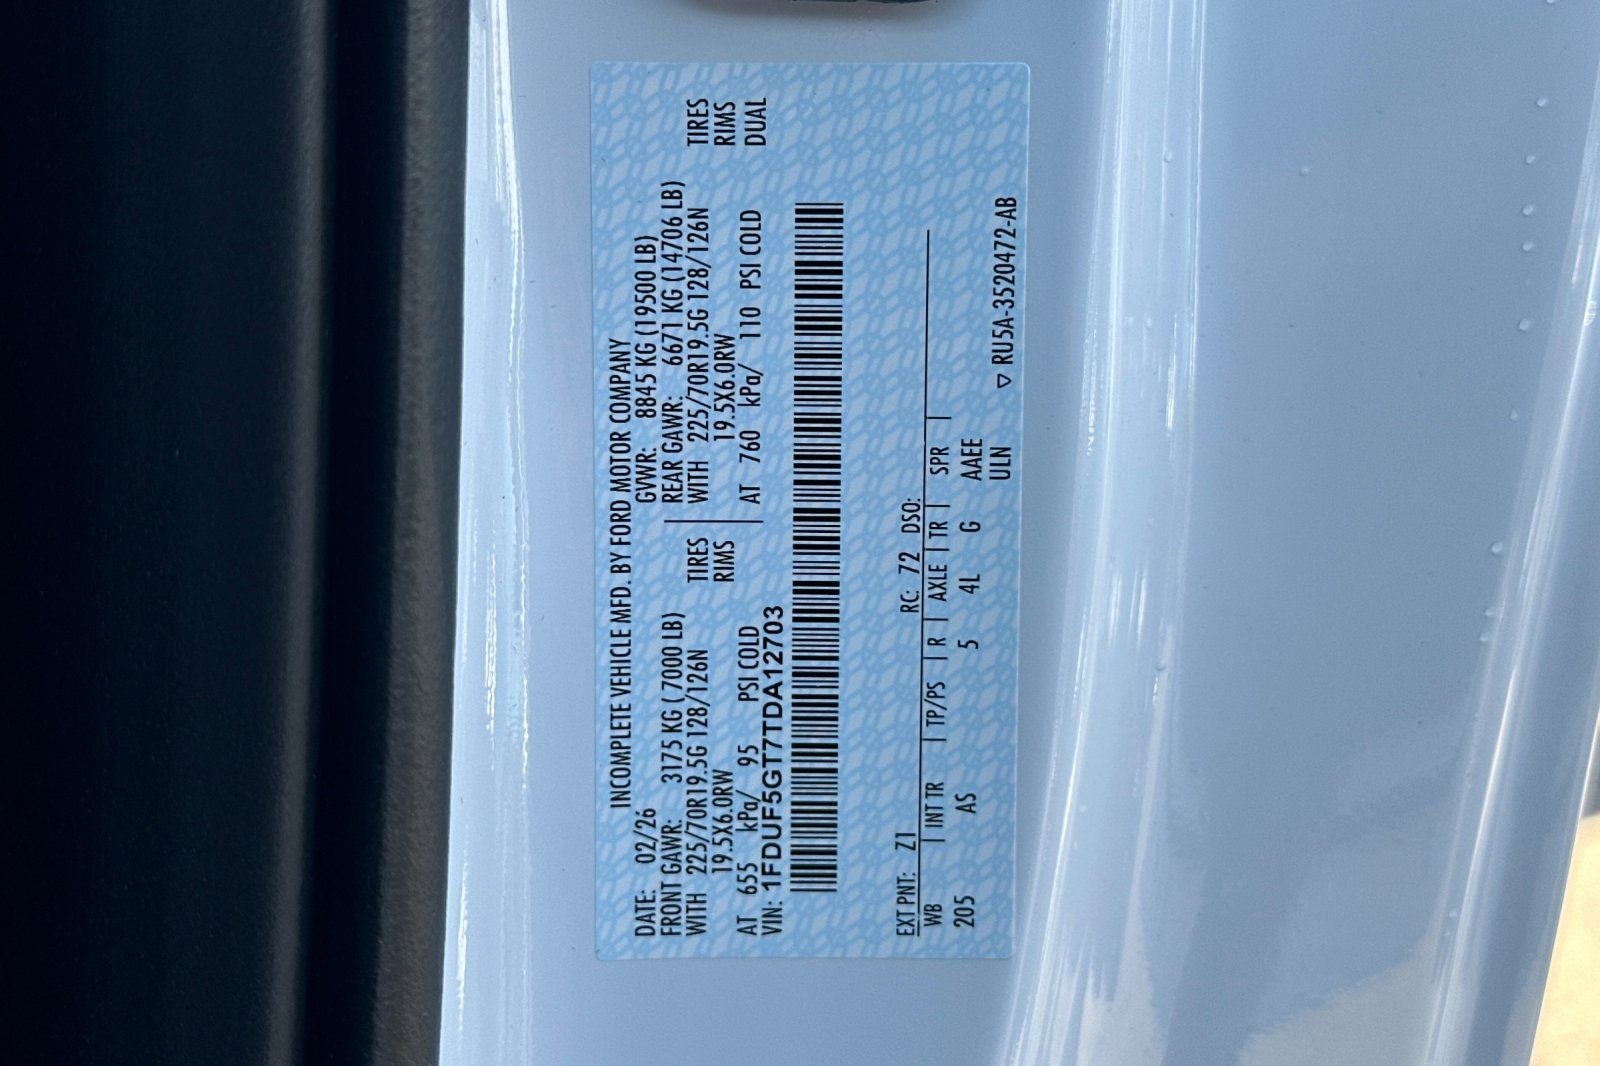 INCOMPLETE VEHICLE MFD. BY FORD MOTOR COMPANY
DATE: 02/26 GVWR: 8845 KG (19500 LB)
FRONT GAWR: 3175 KG ( 7000 LB) REAR GAWR: 6671 KG (14706 LB)
WITH 225/70R19.5G 128/126N TIRES WITH 225/70R19.5G 128/126N TIRES
19.5X6.0RW RIMS 19.5X6.0RW RIMS
AT 655 kPa/ 95 PSI COLD AT 760 kPa/ 110 PSI COLD DUAL
VIN: 1FDUF5GT7TDA12703
EXT PNT: Z1 RC: 72 DSO:
WB | INT TR | TP/PS | R | AXLE | TR | SPR |
205 AS 5 4L G AAEE
ULN ▽ RU5A-3520472-AB